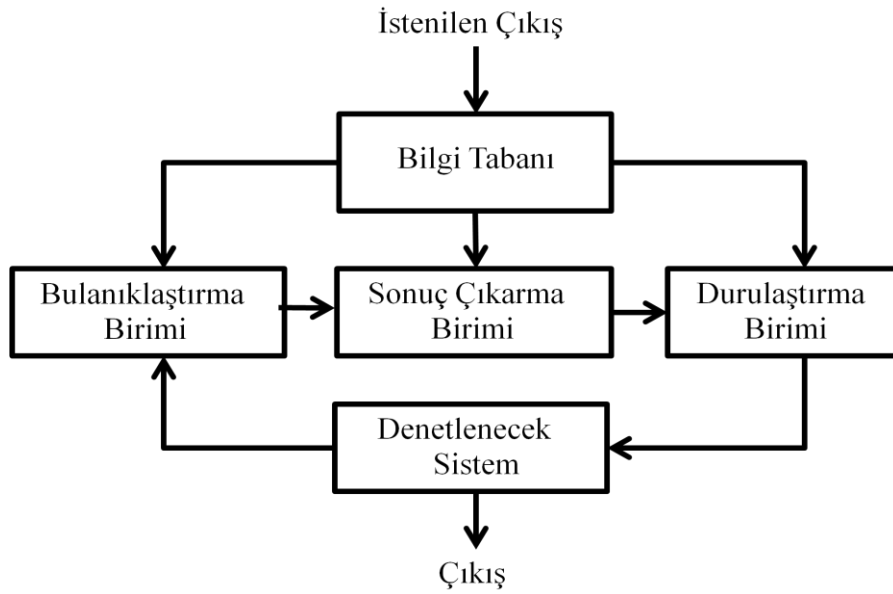 İstenilen Çıkış
Bilgi Tabanı
Bulanıklaştırma
Birimi
Sonuç Çıkarma
Birimi
Durulaştırma
Birimi
Denetlenecek
Sistem
Çıkış